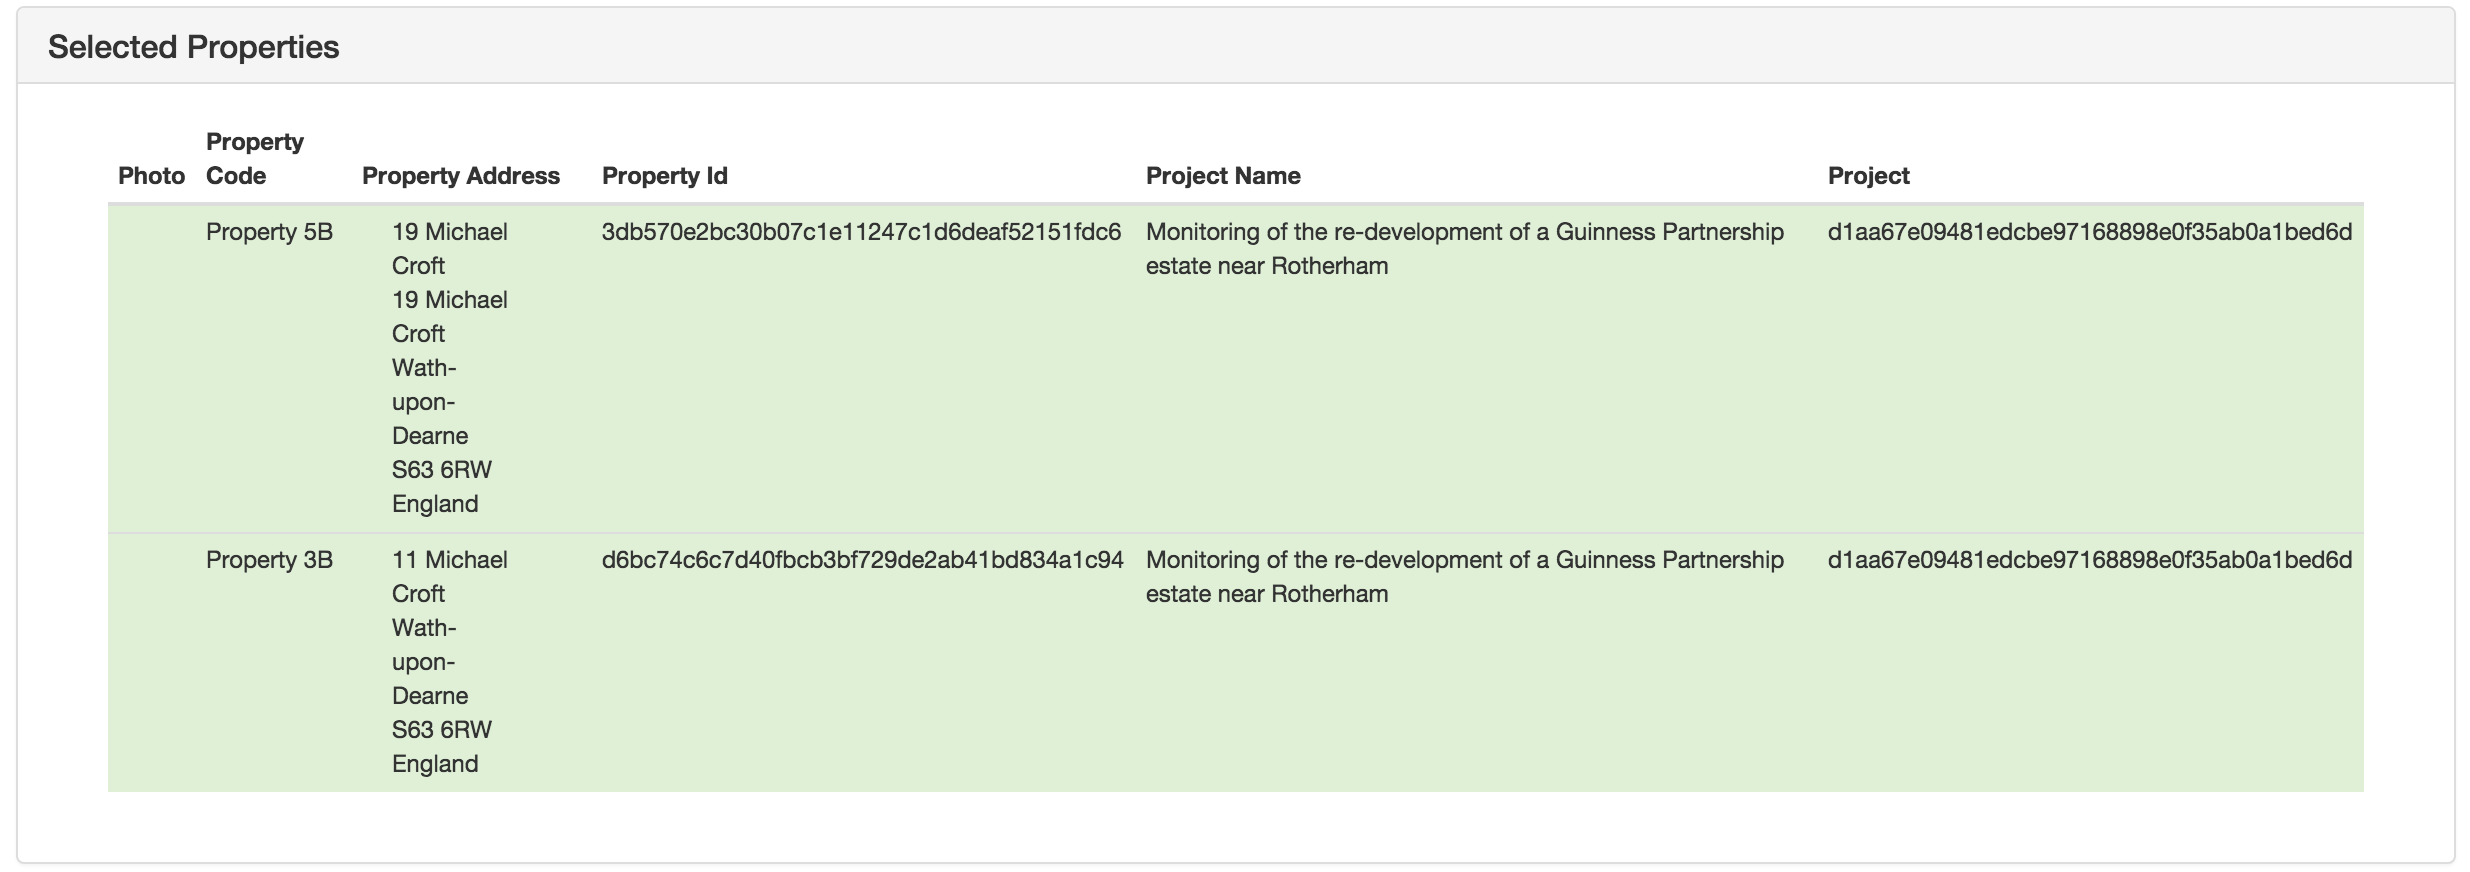 Selected Properties
Photo Property Code Property Address Property Id Project Name Project
Property 5B
19 Michael
Croft
19 Michael
Croft
Wath-
upon-
Dearne
S63 6RW
England
3db570e2bc30b07c1e11247c1d6deaf52151fdc6
Monitoring of the re-development of a Guinness Partnership
estate near Rotherham
d1aa67e09481edcbe97168898e0f35ab0a1bed6d
Property 3B
11 Michael
Croft
Wath-
upon-
Dearne
S63 6RW
England
d6bc74c6c7d40fbcb3bf729de2ab41bd834a1c94
Monitoring of the re-development of a Guinness Partnership
estate near Rotherham
d1aa67e09481edcbe97168898e0f35ab0a1bed6d